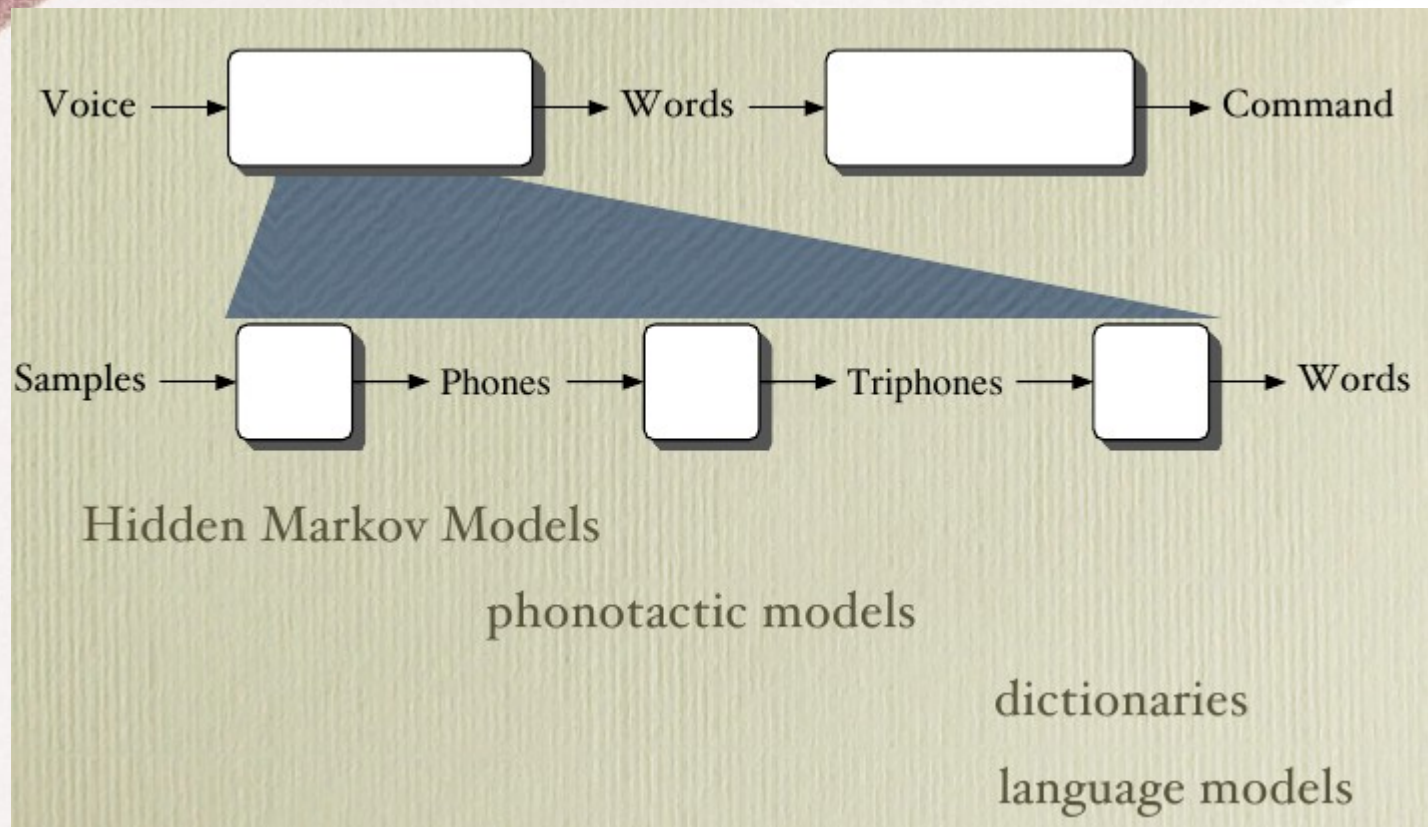 Voice Words Command
Samples Phones Triphones Words
Hidden Markov Models
phonotactic models
dictionaries
language models